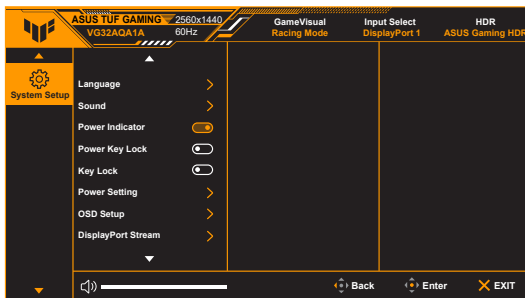 ASUS TUF GAMING
VG32AQA1A
2560x1440
60Hz
GameVisual
Racing Mode
Input Select
DisplayPort 1
HDR
ASUS Gaming HDR
System Setup
Language
Sound
Power Indicator
Power Key Lock
Key Lock
Power Setting
OSD Setup
DisplayPort Stream
Back
Enter
EXIT